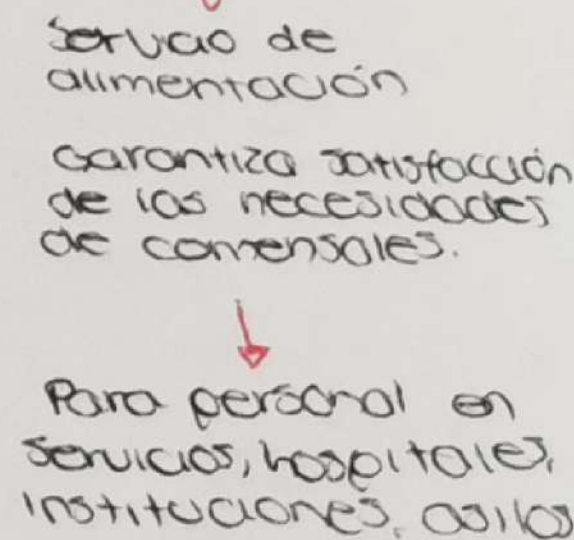 Servicio de
alimentación
Garantiza satisfacción
de las necesidades
de comensales.
Para personal en
servicios, hospitales,
instituciones, asilos